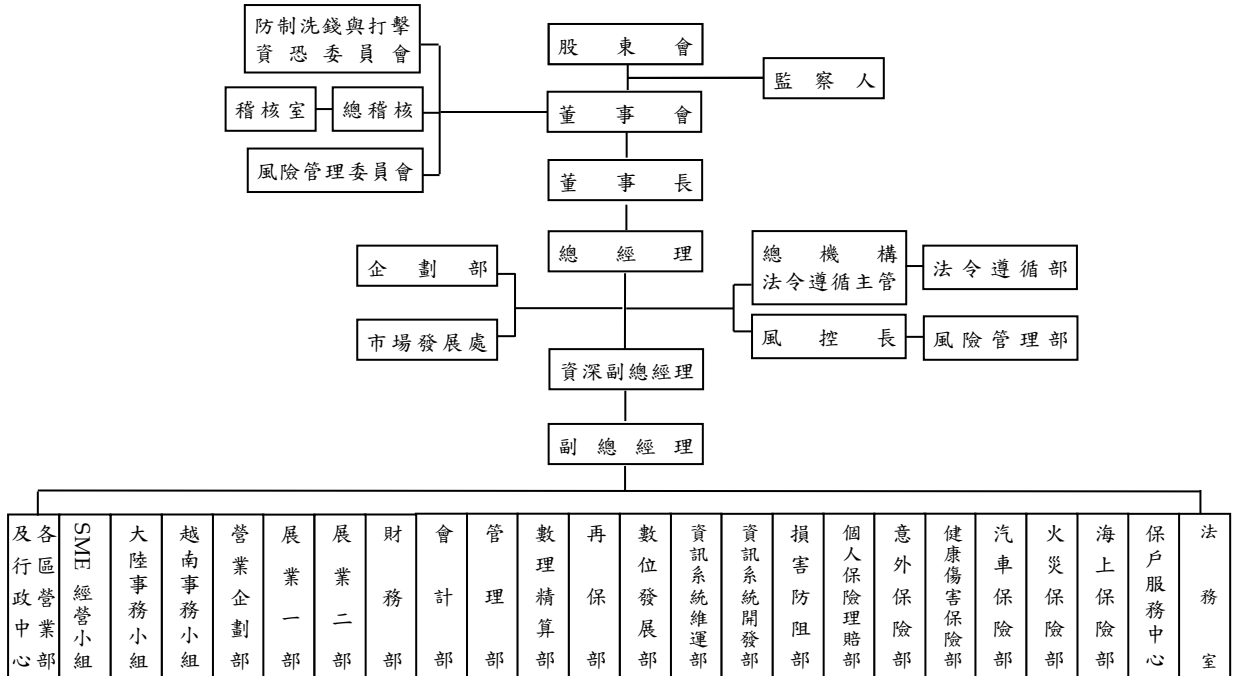 防制洗錢與打擊
資恐委員會
股東會
監察人
稽核室
總稽核
董事會
風險管理委員會
董事長
企劃部
總經理
總機構
法令遵循主管
法令遵循部
市場發展處
風控長
風險管理部
資深副總經理
副總經理
各區營業部
及行政中心
SME 經營小組
大陸事務小組
越南事務小組
營業企劃部
展業一部
展業二部
財務部
會計部
管理部
數理精算部
再保部
數位發展部
資訊系統維運部
資訊系統開發部
損害防阻部
個人保險理賠部
意外保險部
健康傷害保險部
汽車保險部
火災保險部
海上保險部
保戶服務中心
法務室